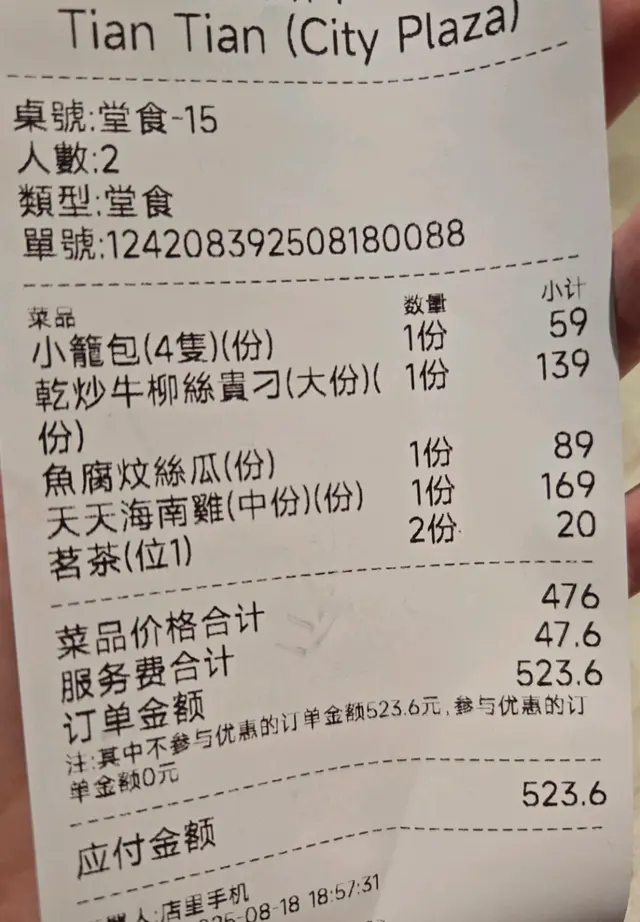 Tian Tian (City Plaza)
桌號:堂食-15
人數:2
類型:堂食
單號:124208392508180088
菜品 数量 小计
小籠包(4隻)(份) 1份 59
乾炒牛柳絲貴刁(大份)( 1份 139
份)
魚腐炆絲瓜(份) 1份 89
天天海南雞(中份)(份) 1份 169
茗茶(位1) 2份 20
菜品价格合计 476
服务费合计 47.6
订单金额 523.6
注:其中不参与优惠的订单金额523.6元,参与优惠的订
单金额0元
应付金额 523.6
人:店里手机
25-08-18 18:57:31